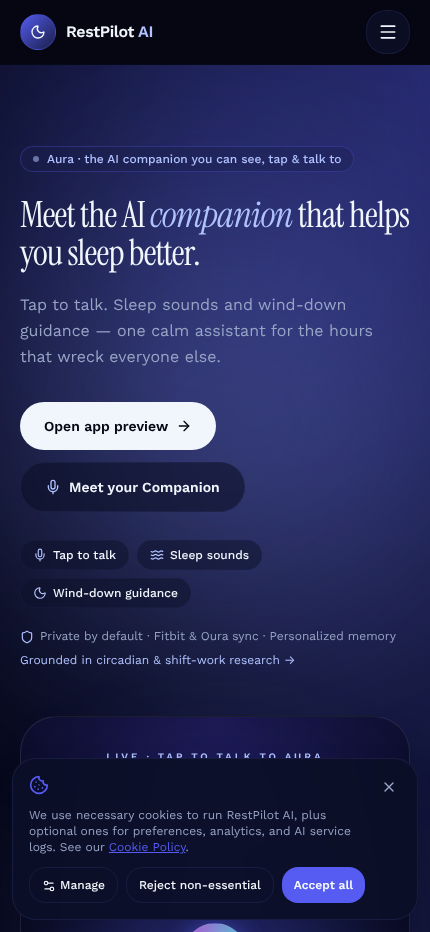 RestPilot AI
Aura · the AI companion you can see, tap & talk to
Meet the AI companion that helps
you sleep better.
Tap to talk. Sleep sounds and wind-down
guidance — one calm assistant for the hours
that wreck everyone else.
Open app preview →
Meet your Companion
Tap to talk
Sleep sounds
Wind-down guidance
Private by default · Fitbit & Oura sync · Personalized memory
Grounded in circadian & shift-work research →
LIVE · TAP TO TALK TO AURA
We use necessary cookies to run RestPilot AI, plus
optional ones for preferences, analytics, and AI service
logs. See our Cookie Policy.
Manage
Reject non-essential
Accept all